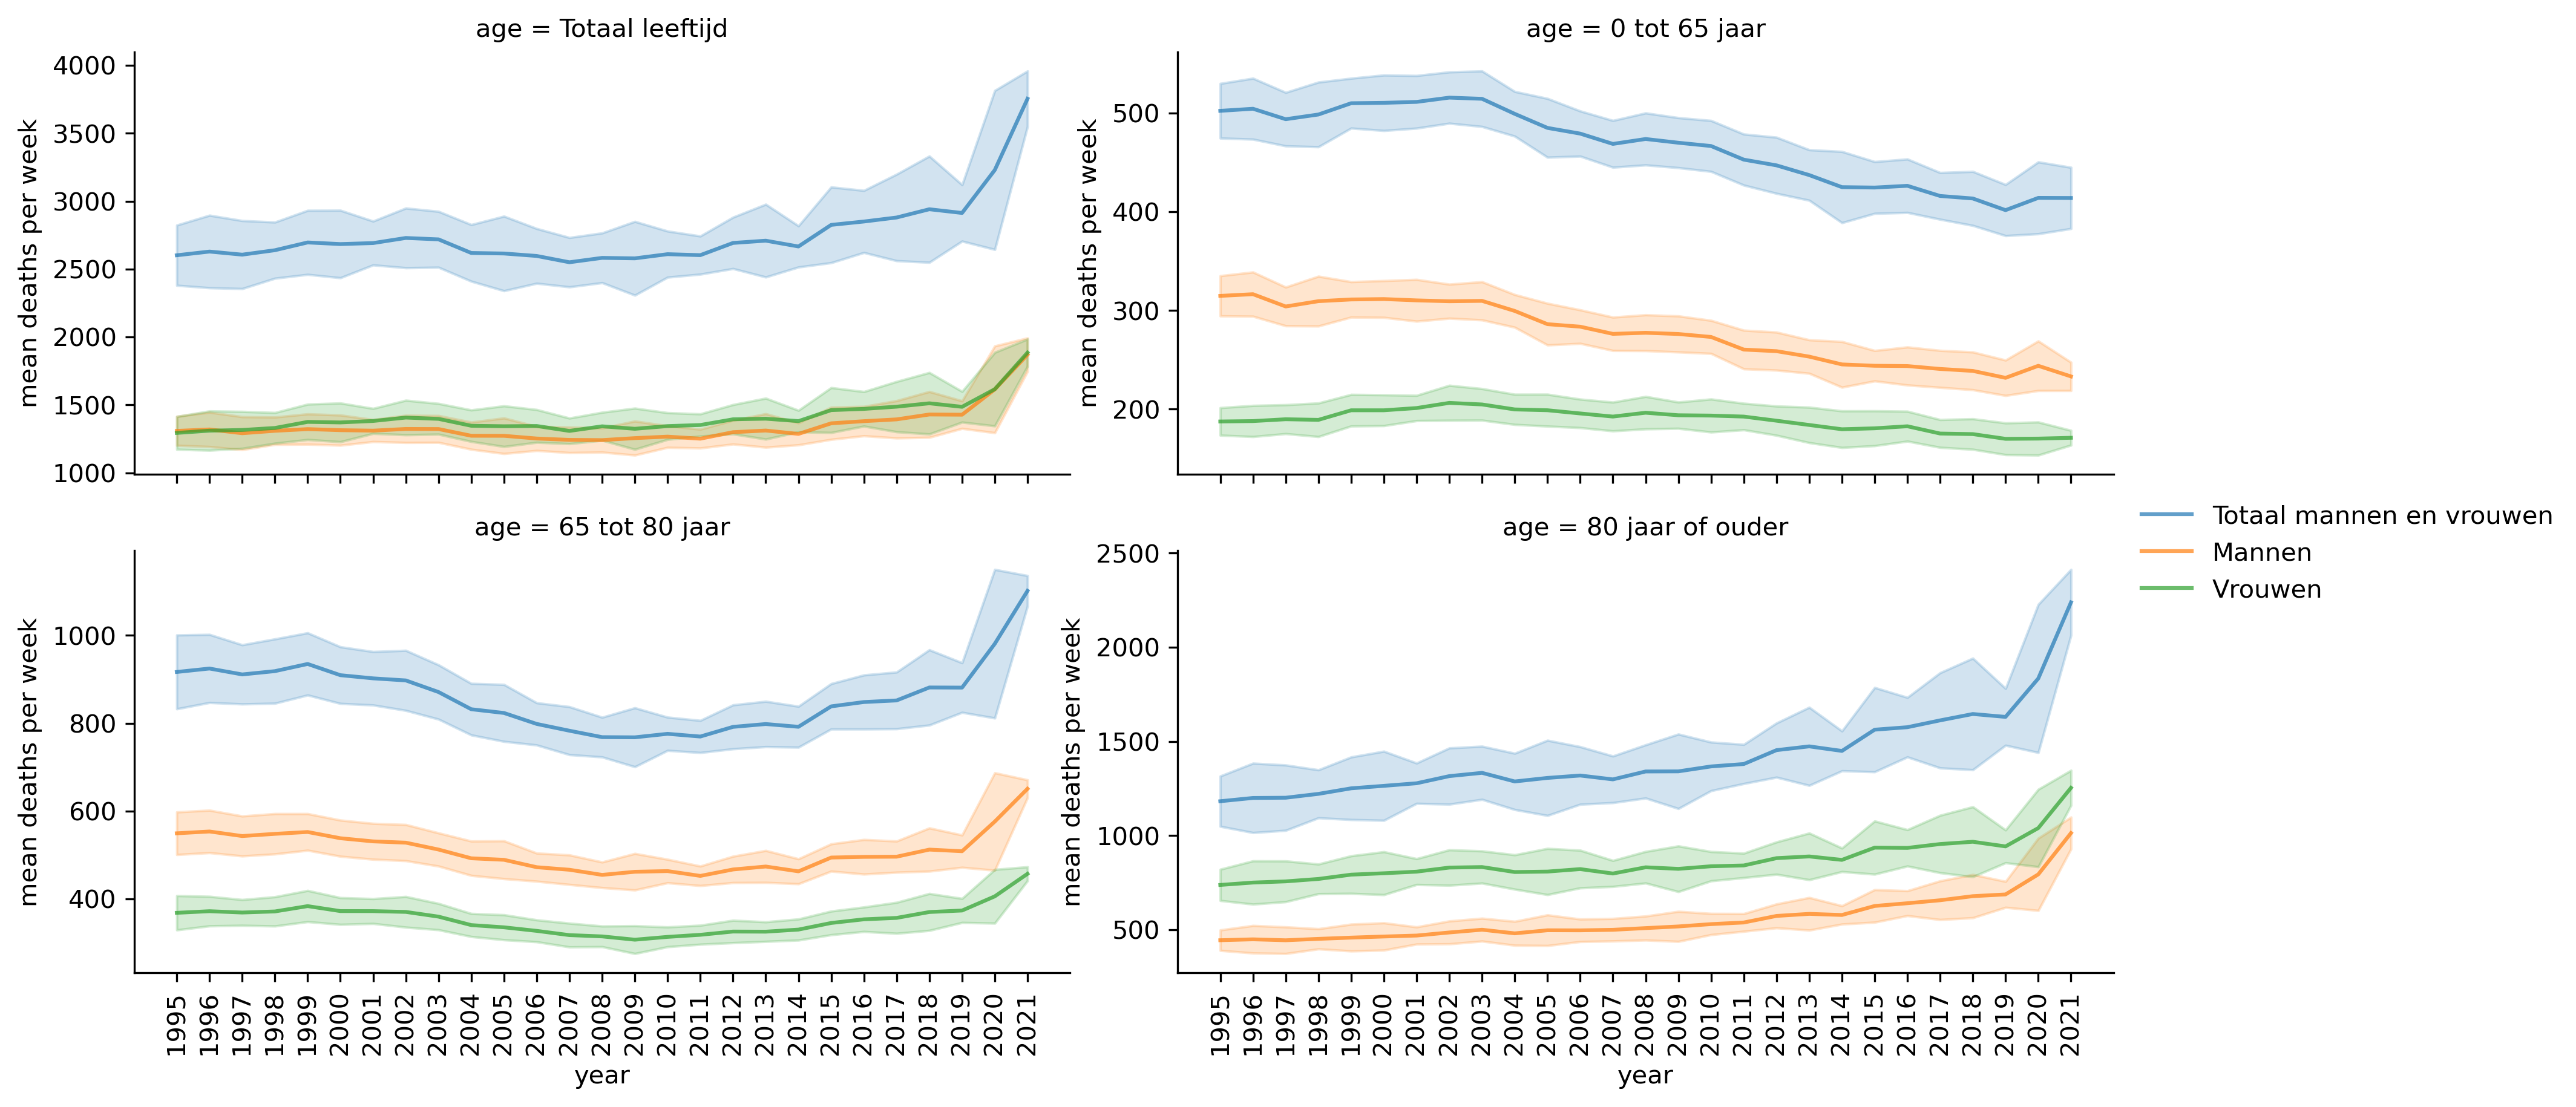 age = Totaal leeftijd
4000
3500
3000
2500
2000
1500
1000
mean deaths per week
age = 0 tot 65 jaar
500
400
300
200
mean deaths per week
age = 65 tot 80 jaar
1000
800
600
400
mean deaths per week
1995 1996 1997 1998 1999 2000 2001 2002 2003 2004 2005 2006 2007 2008 2009 2010 2011 2012 2013 2014 2015 2016 2017 2018 2019 2020 2021
year
age = 80 jaar of ouder
2500
2000
1500
1000
500
mean deaths per week
1995 1996 1997 1998 1999 2000 2001 2002 2003 2004 2005 2006 2007 2008 2009 2010 2011 2012 2013 2014 2015 2016 2017 2018 2019 2020 2021
year
Totaal mannen en vrouwen
Mannen
Vrouwen